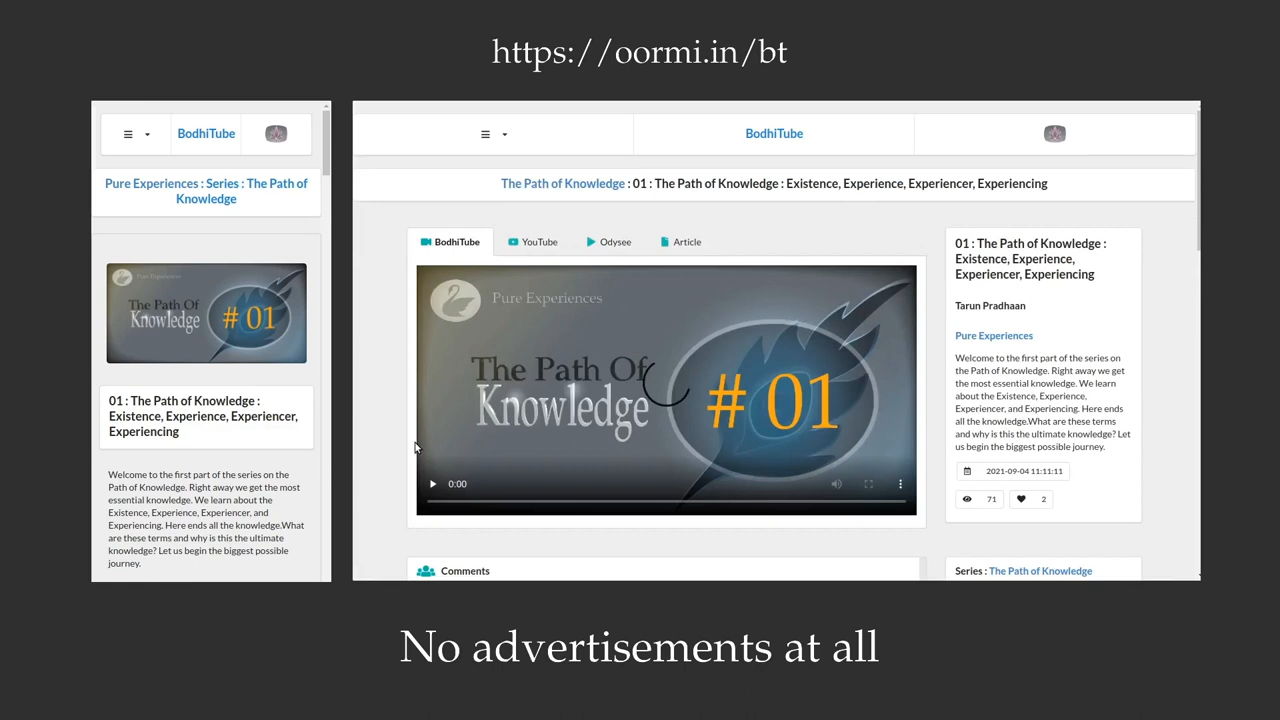 https://oormi.in/bt
BodhiTube
Pure Experiences : Series : The Path of
Knowledge
Pure Experiences
The Path Of
Knowledge
# 01
01 : The Path of Knowledge :
Existence, Experience, Experiencer,
Experiencing
Welcome to the first part of the series on the
Path of Knowledge. Right away we get the most
essential knowledge. We learn about the
Existence, Experience, Experiencer, and
Experiencing. Here ends all the knowledge.What
are these terms and why is this the ultimate
knowledge? Let us begin the biggest possible
journey.
BodhiTube
The Path of Knowledge : 01 : The Path of Knowledge : Existence, Experience, Experiencer, Experiencing
BodhiTube YouTube Odysee Article
Pure Experiences
The Path Of
Knowledge
# 01
0:00
Comments
01 : The Path of Knowledge :
Existence, Experience,
Experiencer, Experiencing
Tarun Pradhaan
Pure Experiences
Welcome to the first part of the series on
the Path of Knowledge. Right away we get
the most essential knowledge. We learn
about the Existence, Experience,
Experiencer, and Experiencing. Here ends
all the knowledge.What are these terms
and why is this the ultimate knowledge? Let
us begin the biggest possible journey.
2021-09-04 11:11:11
71 2
Series : The Path of Knowledge
No advertisements at all